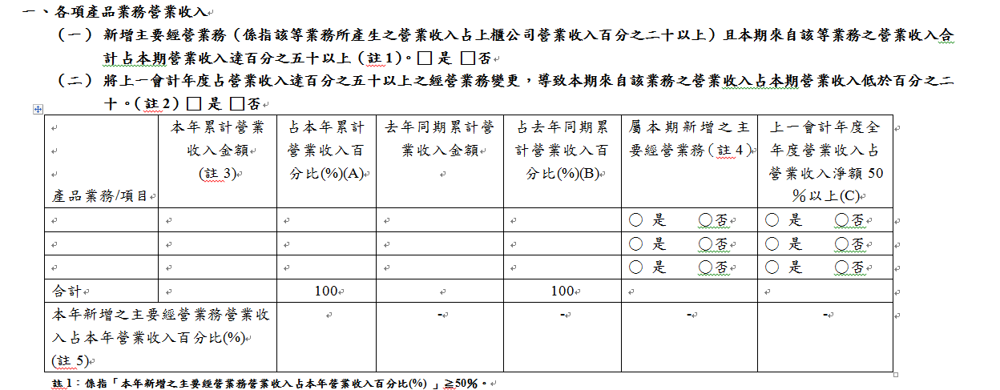 一、各項產品業務營業收入
（一） 新增主要經營業務（係指該等業務所產生之營業收入占上櫃公司營業收入百分之二十以上）且本期來自該等業務之營業收入合
計占本期營業收入達百分之五十以上（註1）。□ 是 □否
（二） 將上一會計年度占營業收入達百分之五十以上之經營業務變更，導致本期來自該業務之營業收入占本期營業收入低於百分之二
十。（註2）□ 是 □否
產品業務/項目
本年累計營業
收入金額
(註 3)
占本年累計
營業收入百
分比(%)(A)
去年同期累計營
業收入金額
占去年同期累
計營業收入百
分比(%)(B)
屬本期新增之主
要經營業務（註 4）
上一會計年度全
年度營業收入占
營業收入淨額 50
％以上(C)
○ 是 ○否 ○ 是 ○否
○ 是 ○否 ○ 是 ○否
○ 是 ○否 ○ 是 ○否
合計 100 100
本年新增之主要經營業務營業收
入占本年營業收入百分比(%)
(註 5)
- - - -
註 1：係指「本年新增之主要經營業務營業收入占本年營業收入百分比(%) 」≧50％。